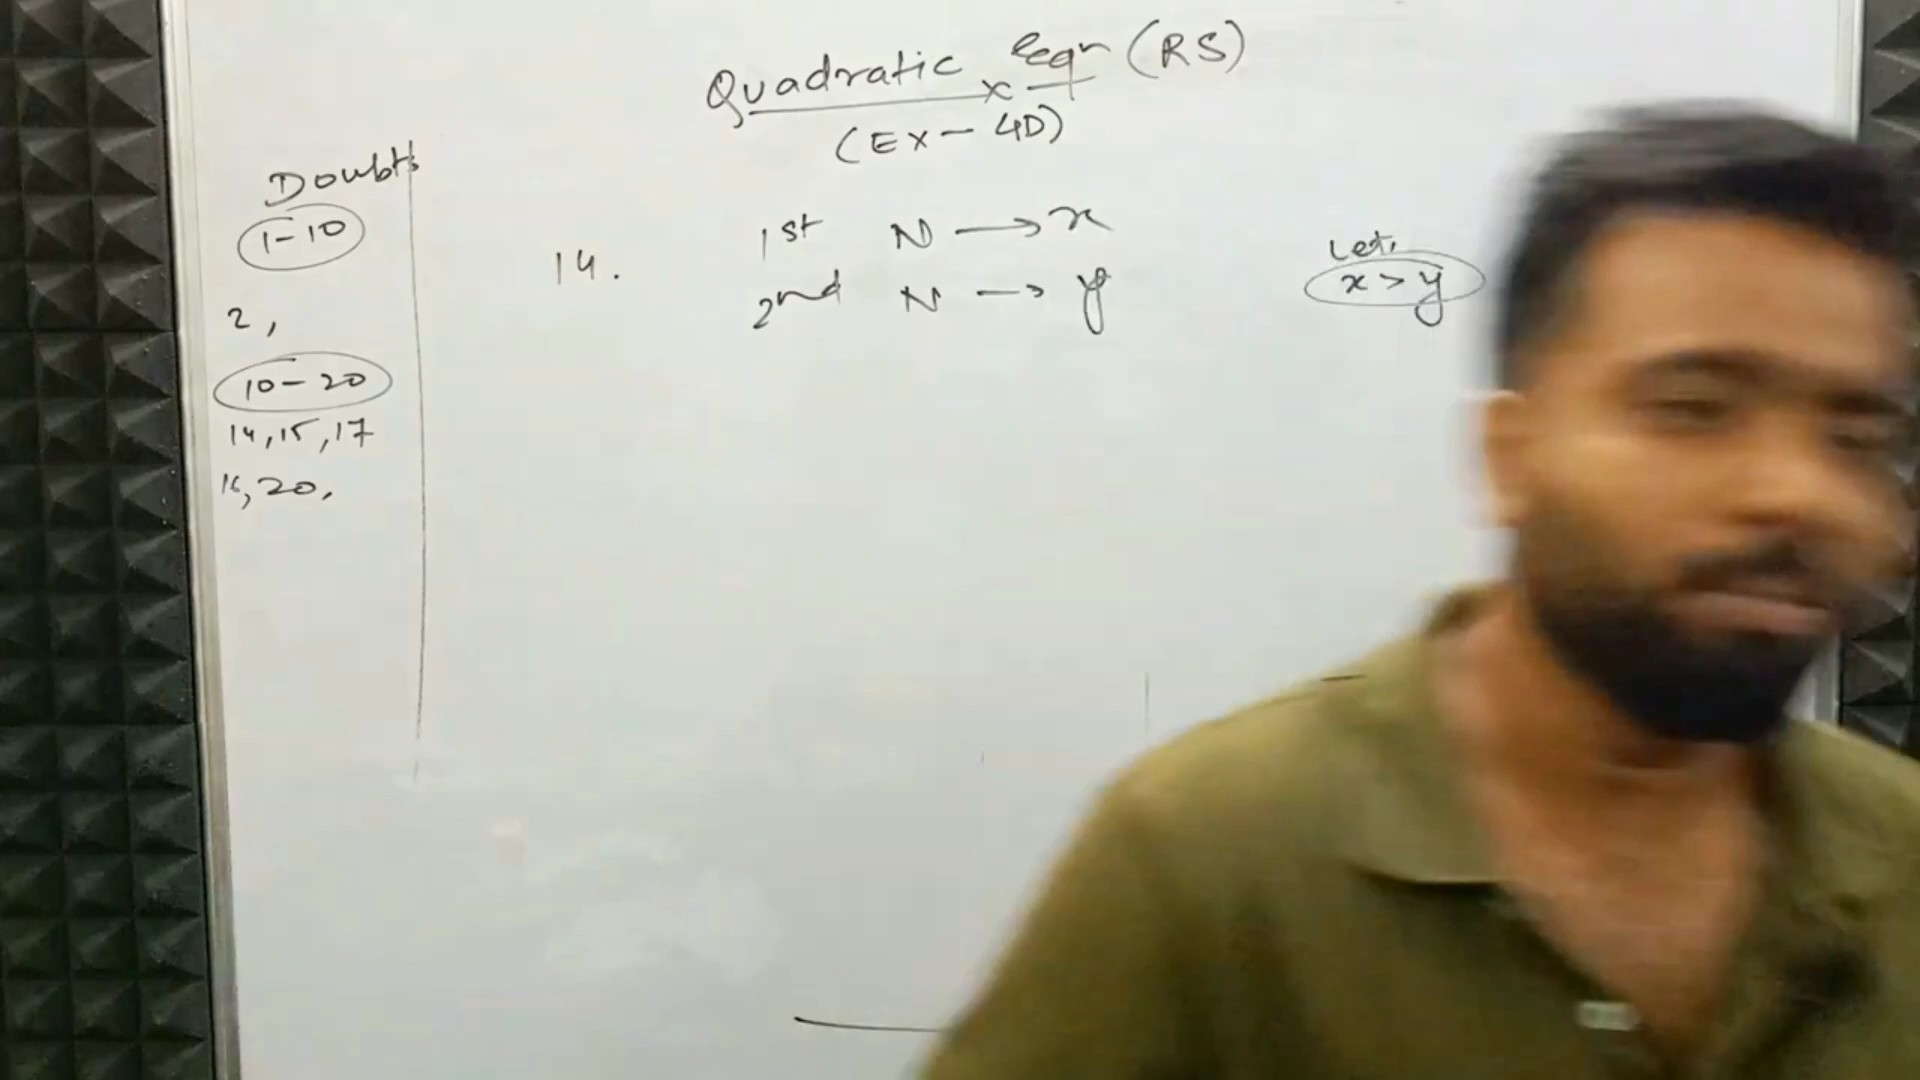 Quadratic Eqn (RS)
x
(Ex - 4D)
Doubts
1-10
2,
10-20
14,15,17
16,20,
14.
1st N → x
2nd N → y
Let,
x > y